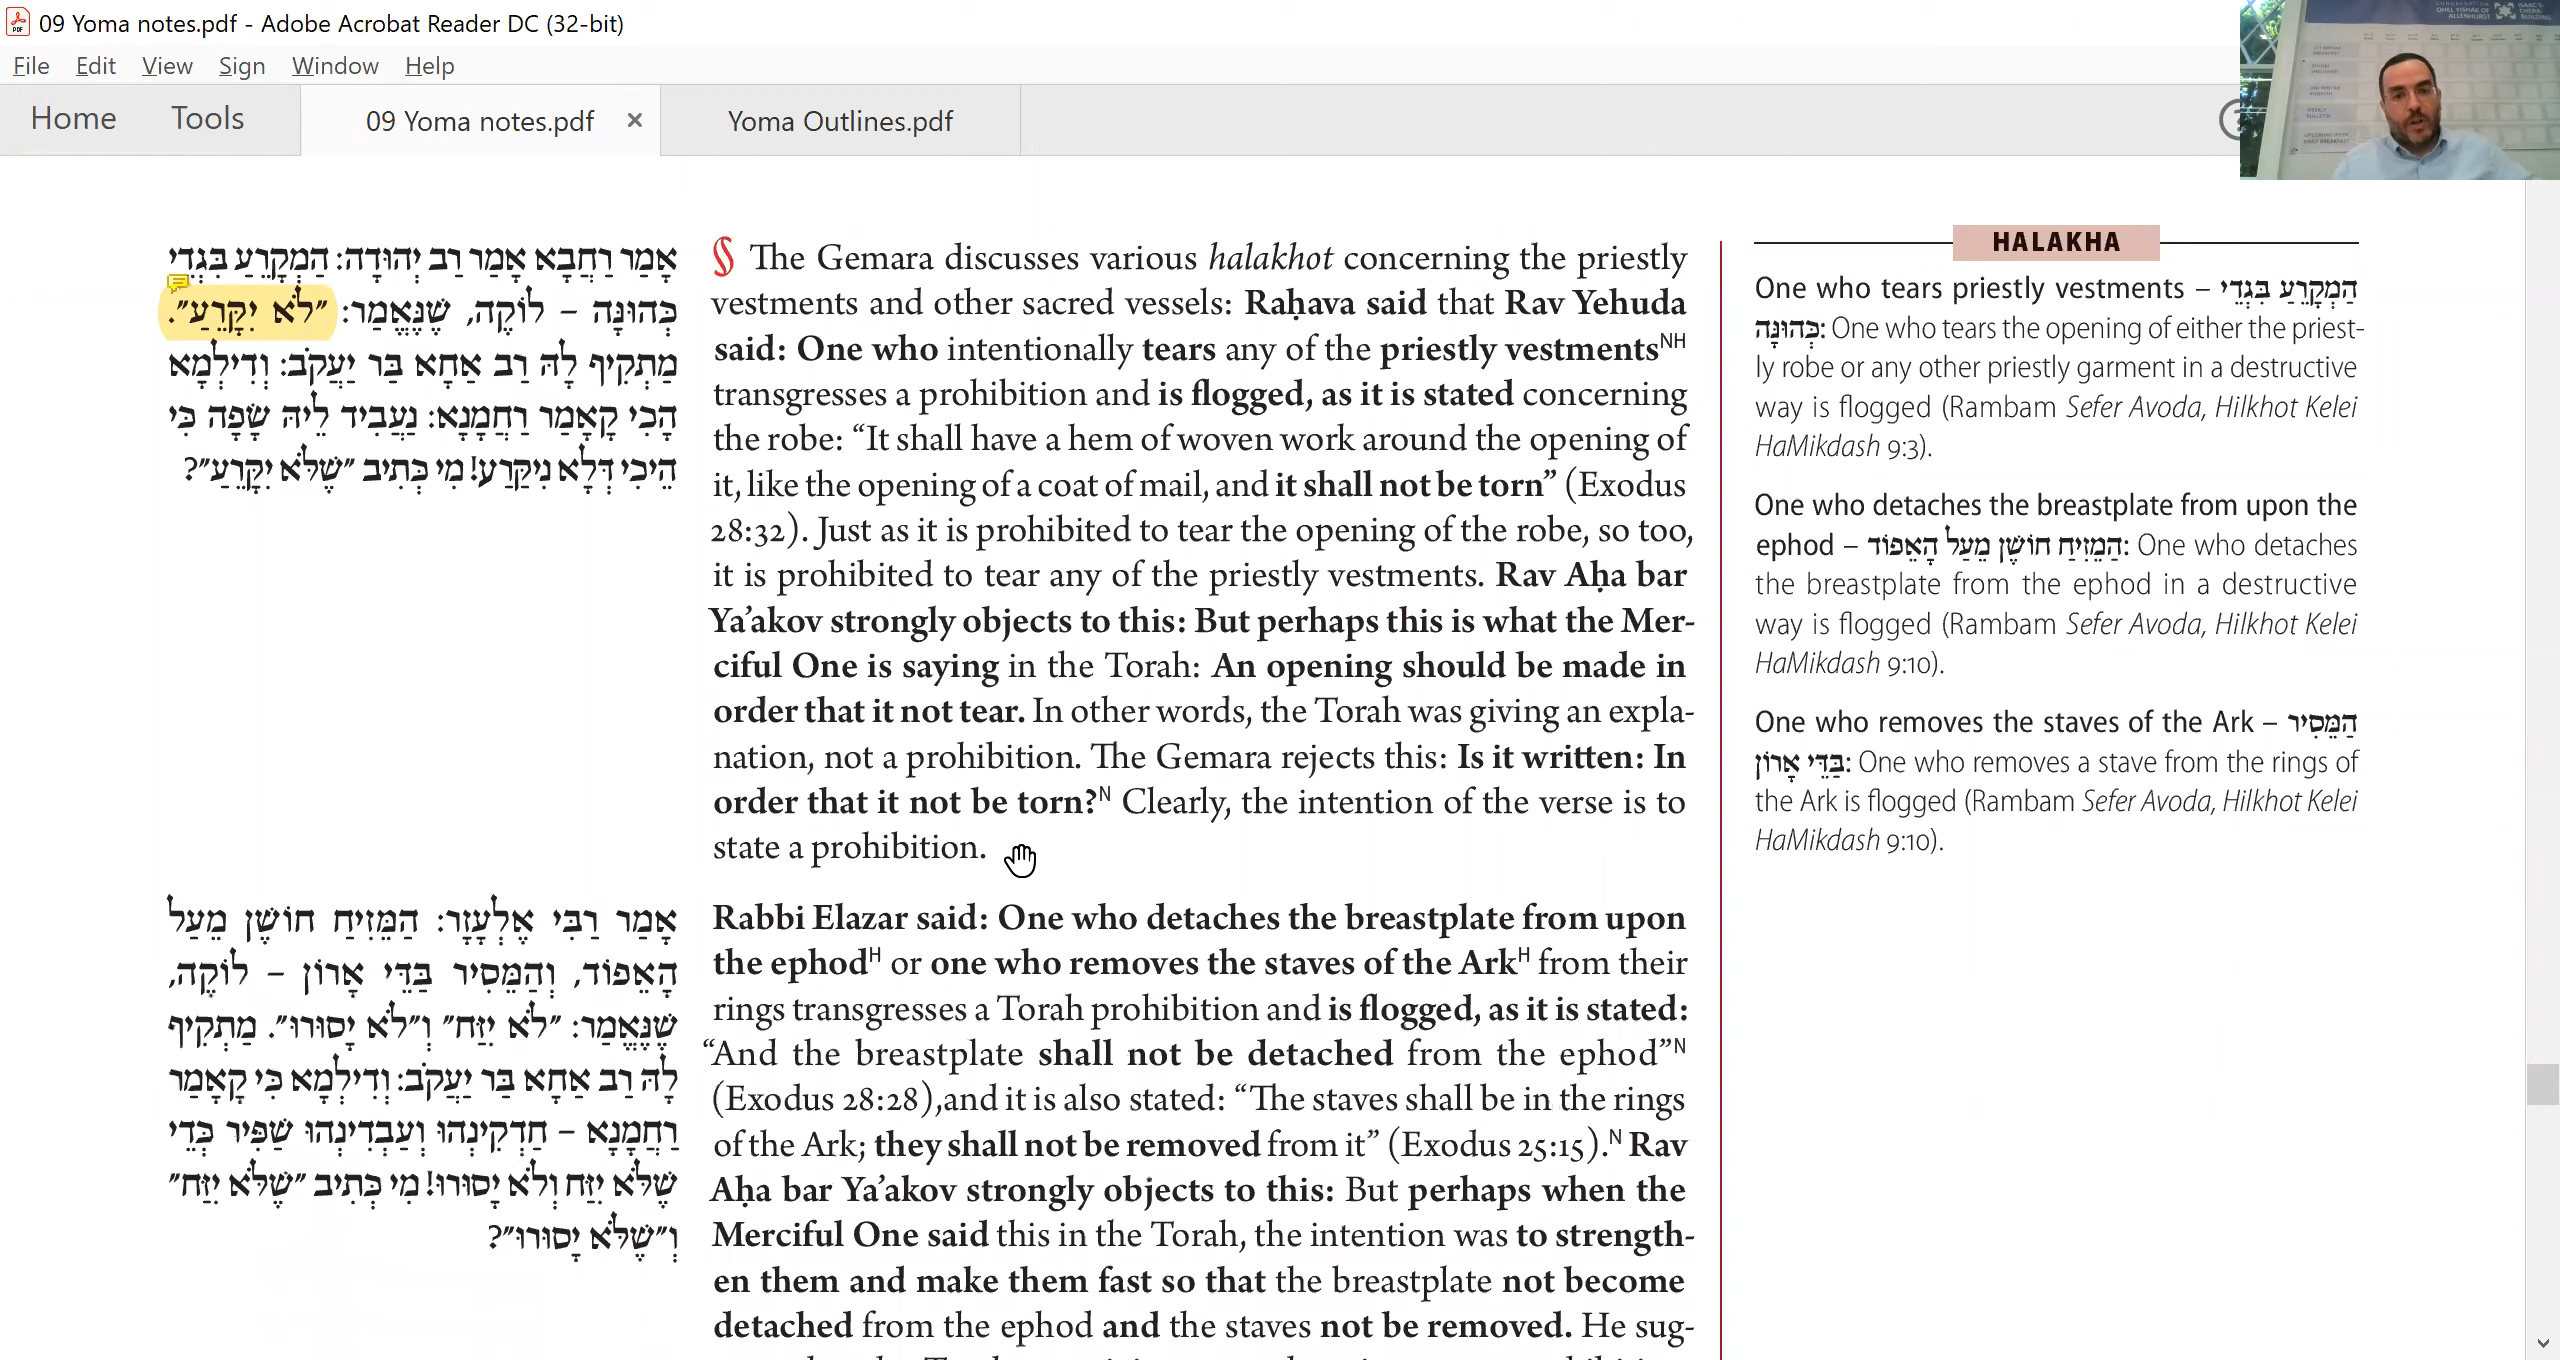 09 Yoma notes.pdf - Adobe Acrobat Reader DC (32-bit)
File Edit View Sign Window Help
Home Tools 09 Yoma notes.pdf × Yoma Outlines.pdf
אָמַר רַחֲבָא אָמַר רַב יְהוּדָה: הַמְקָרֵעַ בִּגְדֵי
כְּהוּנָּה – לוֹקֶה, שֶׁנֶּאֱמַר: ״לֹא יִקָּרֵעַ״.
מַתְקִיף לָהּ רַב אַחָא בַּר יַעֲקֹב: וְדִילְמָא
הָכִי קָאָמַר רַחֲמָנָא: נַעֲבִיד לֵיהּ שָׂפָה כִּי
הֵיכִי דְּלָא נִיקָּרַע! מִי כְּתִיב ״שֶׁלֹּא יִקָּרֵעַ״?
§ The Gemara discusses various halakhot concerning the priestly
vestments and other sacred vessels: Raḥava said that Rav Yehuda
said: One who intentionally tears any of the priestly vestmentsNH
transgresses a prohibition and is flogged, as it is stated concerning
the robe: “It shall have a hem of woven work around the opening of
it, like the opening of a coat of mail, and it shall not be torn” (Exodus
28:32). Just as it is prohibited to tear the opening of the robe, so too,
it is prohibited to tear any of the priestly vestments. Rav Aḥa bar
Ya’akov strongly objects to this: But perhaps this is what the Mer-
ciful One is saying in the Torah: An opening should be made in
order that it not tear. In other words, the Torah was giving an expla-
nation, not a prohibition. The Gemara rejects this: Is it written: In
order that it not be torn?N Clearly, the intention of the verse is to
state a prohibition.
אָמַר רַבִּי אֶלְעָזָר: הַמֵּזִיחַ חוֹשֶׁן מֵעַל
הָאֵפוֹד, וְהַמֵּסִיר בַּדֵּי אָרוֹן – לוֹקֶה,
שֶׁנֶּאֱמַר: ״לֹא יִזַּח״ וְ״לֹא יָסוּרוּ״. מַתְקִיף
לָהּ רַב אַחָא בַּר יַעֲקֹב: וְדִילְמָא כִּי קָאָמַר
רַחֲמָנָא – חַדְּקִינְהוּ וְעַבְדִינְהוּ שַׁפִּיר כְּדֵי
שֶׁלֹּא יִזַּח וְלֹא יָסוּרוּ! מִי כְּתִיב ״שֶׁלֹּא יִזַּח״
וְ״שֶׁלֹּא יָסוּרוּ״?
Rabbi Elazar said: One who detaches the breastplate from upon
the ephodH or one who removes the staves of the ArkH from their
rings transgresses a Torah prohibition and is flogged, as it is stated:
“And the breastplate shall not be detached from the ephod”N
(Exodus 28:28),and it is also stated: “The staves shall be in the rings
of the Ark; they shall not be removed from it” (Exodus 25:15).N Rav
Aḥa bar Ya’akov strongly objects to this: But perhaps when the
Merciful One said this in the Torah, the intention was to strength-
en them and make them fast so that the breastplate not become
detached from the ephod and the staves not be removed. He sug-
HALAKHA
One who tears priestly vestments – הַמְקָרֵעַ בִּגְדֵי
כְּהוּנָּה: One who tears the opening of either the priest-
ly robe or any other priestly garment in a destructive
way is flogged (Rambam Sefer Avoda, Hilkhot Kelei
HaMikdash 9:3).
One who detaches the breastplate from upon the
ephod – הַמֵּזִיחַ חוֹשֶׁן מֵעַל הָאֵפוֹד: One who detaches
the breastplate from the ephod in a destructive
way is flogged (Rambam Sefer Avoda, Hilkhot Kelei
HaMikdash 9:10).
One who removes the staves of the Ark – הַמֵּסִיר
בַּדֵּי אָרוֹן: One who removes a stave from the rings of
the Ark is flogged (Rambam Sefer Avoda, Hilkhot Kelei
HaMikdash 9:10).